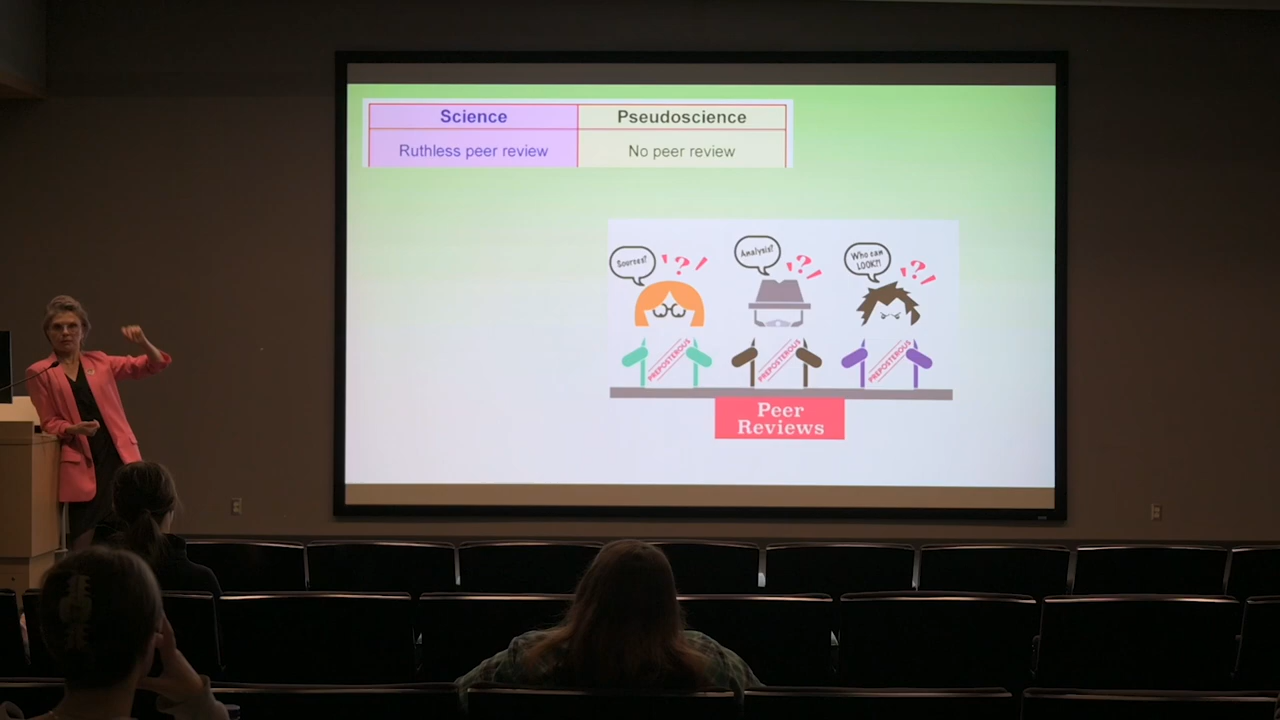 Science Pseudoscience
Ruthless peer review No peer review
Sources? Analysis? Who can
LOOK?!
? ! ? ! ? !
PREPOSTEROUS PREPOSTEROUS PREPOSTEROUS
Peer
Reviews